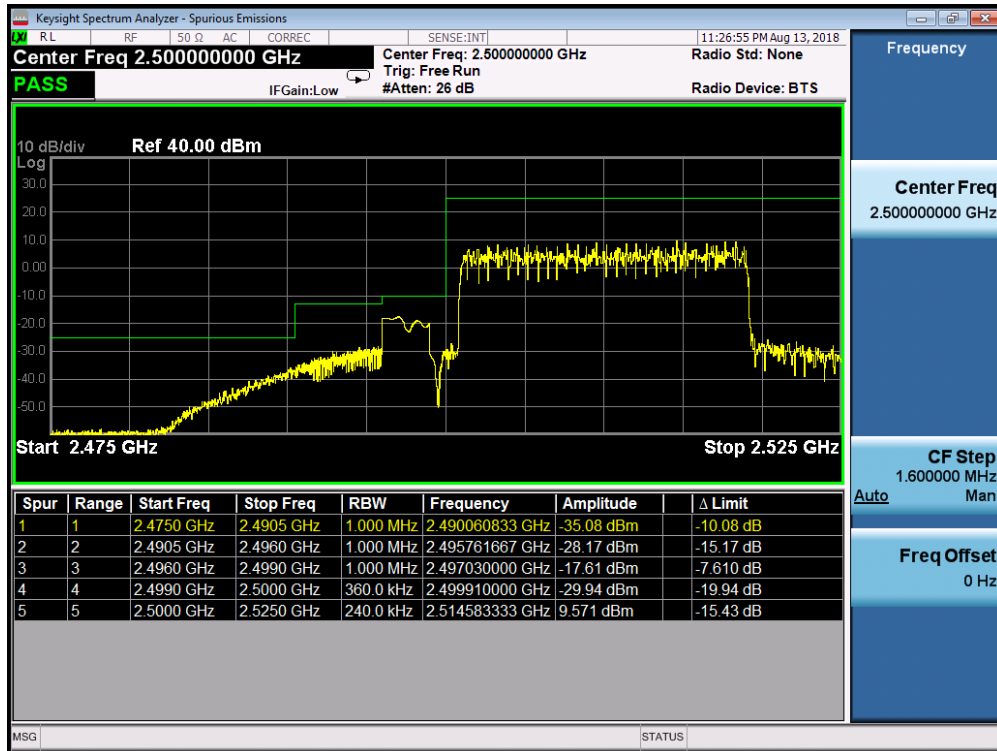 Keysight Spectrum Analyzer - Spurious Emissions
LXI RL RF 50 Ω AC CORREC SENSE:INT 11:26:55 PM Aug 13, 2018
Center Freq 2.500000000 GHz
Center Freq: 2.500000000 GHz
Radio Std: None
Trig: Free Run
PASS
IFGain:Low
#Atten: 26 dB
Radio Device: BTS
Frequency
10 dB/div Ref 40.00 dBm
Log
30.0
20.0
10.0
0.00
-10.0
-20.0
-30.0
-40.0
-50.0
Start 2.475 GHz Stop 2.525 GHz
Spur Range Start Freq Stop Freq RBW Frequency Amplitude Δ Limit
1 1 2.4750 GHz 2.4905 GHz 1.000 MHz 2.490060833 GHz -35.08 dBm -10.08 dB
2 2 2.4905 GHz 2.4960 GHz 1.000 MHz 2.495761667 GHz -28.17 dBm -15.17 dB
3 3 2.4960 GHz 2.4990 GHz 1.000 MHz 2.497030000 GHz -17.61 dBm -7.610 dB
4 4 2.4990 GHz 2.5000 GHz 360.0 kHz 2.499910000 GHz -29.94 dBm -19.94 dB
5 5 2.5000 GHz 2.5250 GHz 240.0 kHz 2.514583333 GHz 9.571 dBm -15.43 dB
Center Freq
2.500000000 GHz
CF Step
1.600000 MHz
Auto Man
Freq Offset
0 Hz
MSG STATUS